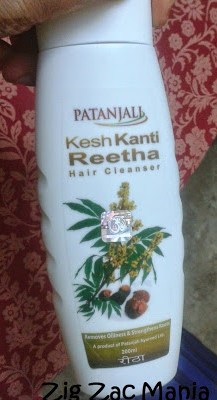 PATANJALI
Kesh Kanti
Reetha
Hair Cleanser
Removes Oiliness & Strengthens Roots
A product of Patanjali Ayurved Ltd.
200ml
रीठा
Zig Zac Mania